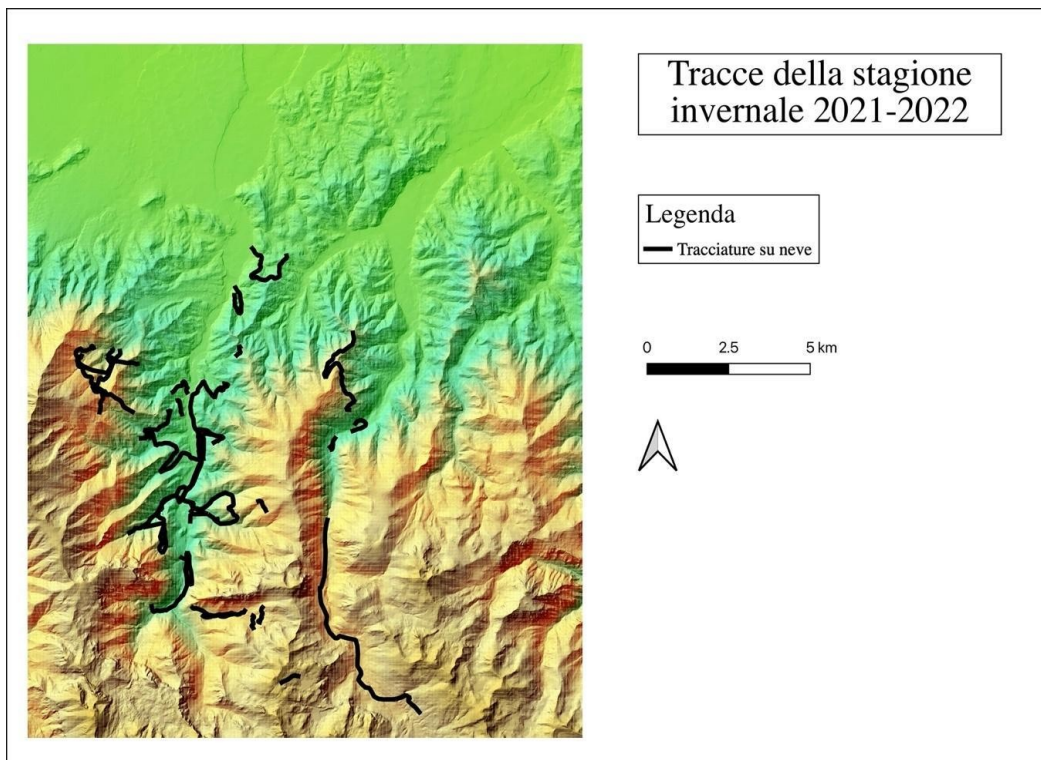 Tracce della stagione
invernale 2021-2022
Legenda
Tracciature su neve
0 2.5 5 km